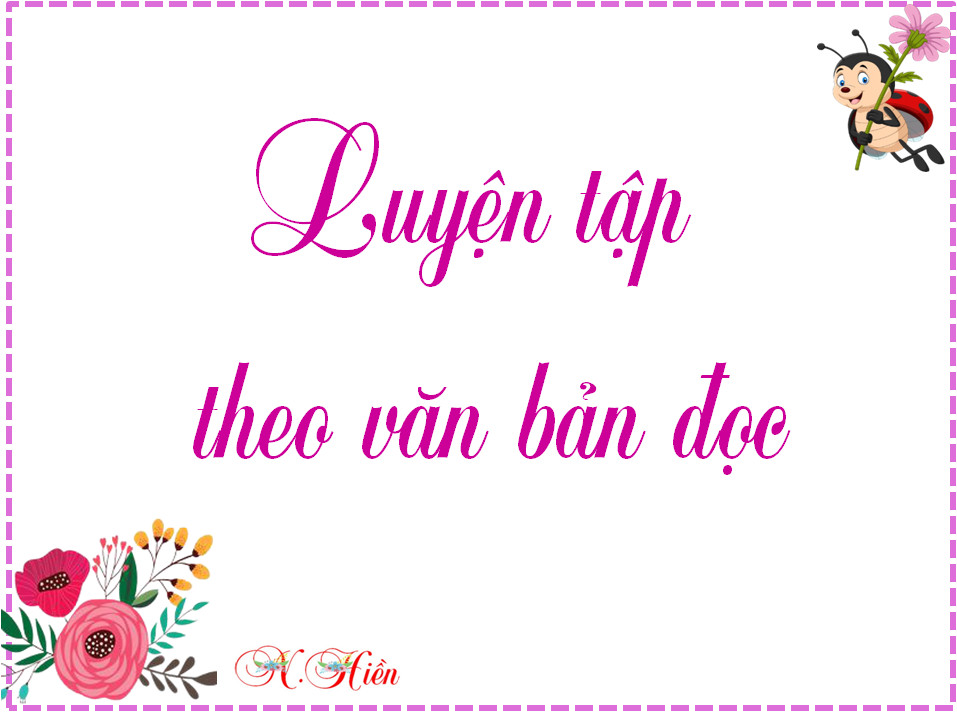 Luyện tập
theo văn bản đọc
N.Hiền